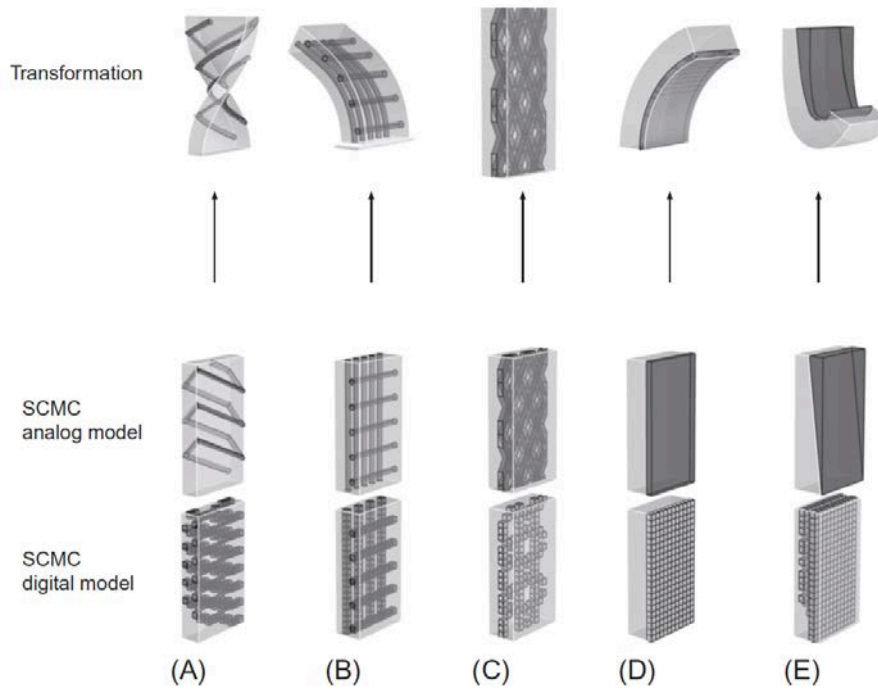 Transformation
SCMC
analog model
SCMC
digital model
(A) (B) (C) (D) (E)